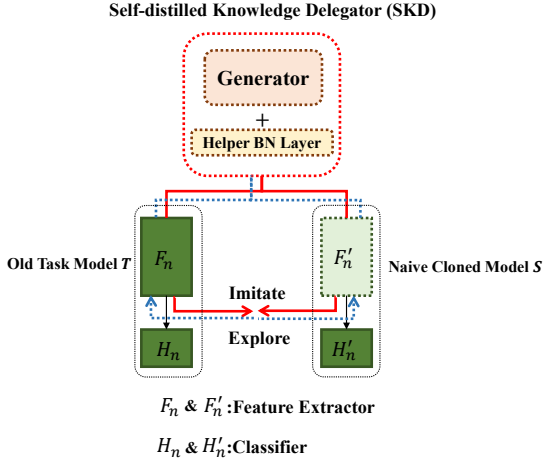 Self-distilled Knowledge Delegator (SKD)
Generator
+
Helper BN Layer
Old Task Model T
F_n
F'_n
Naive Cloned Model S
Imitate
Explore
H_n
H'_n
F_n & F'_n:Feature Extractor
H_n & H'_n:Classifier